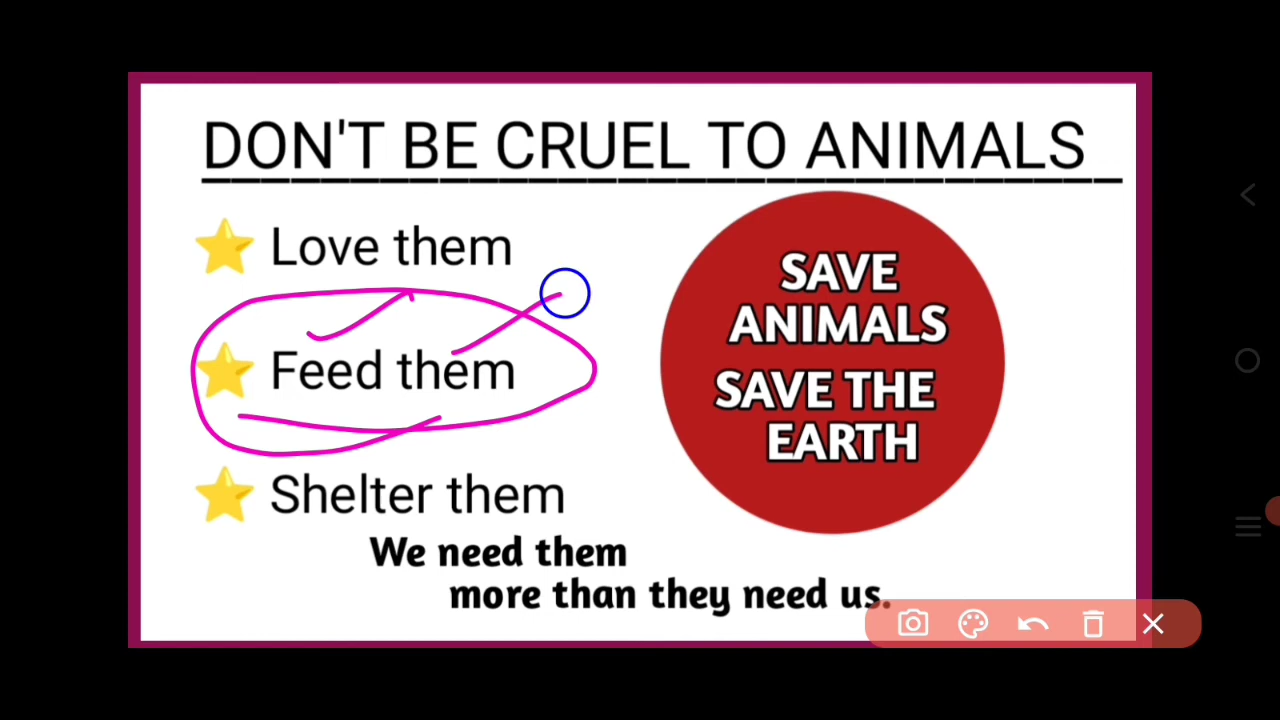 DON'T BE CRUEL TO ANIMALS
Love them
Feed them
Shelter them
We need them
more than they need us.
SAVE
ANIMALS
SAVE THE
EARTH